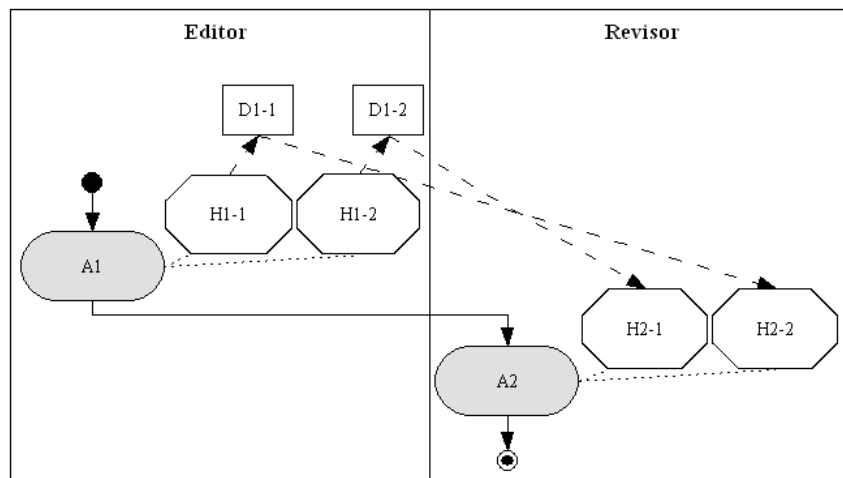 Editor
Revisor
D1-1
D1-2
H1-1
H1-2
A1
H2-1
H2-2
A2